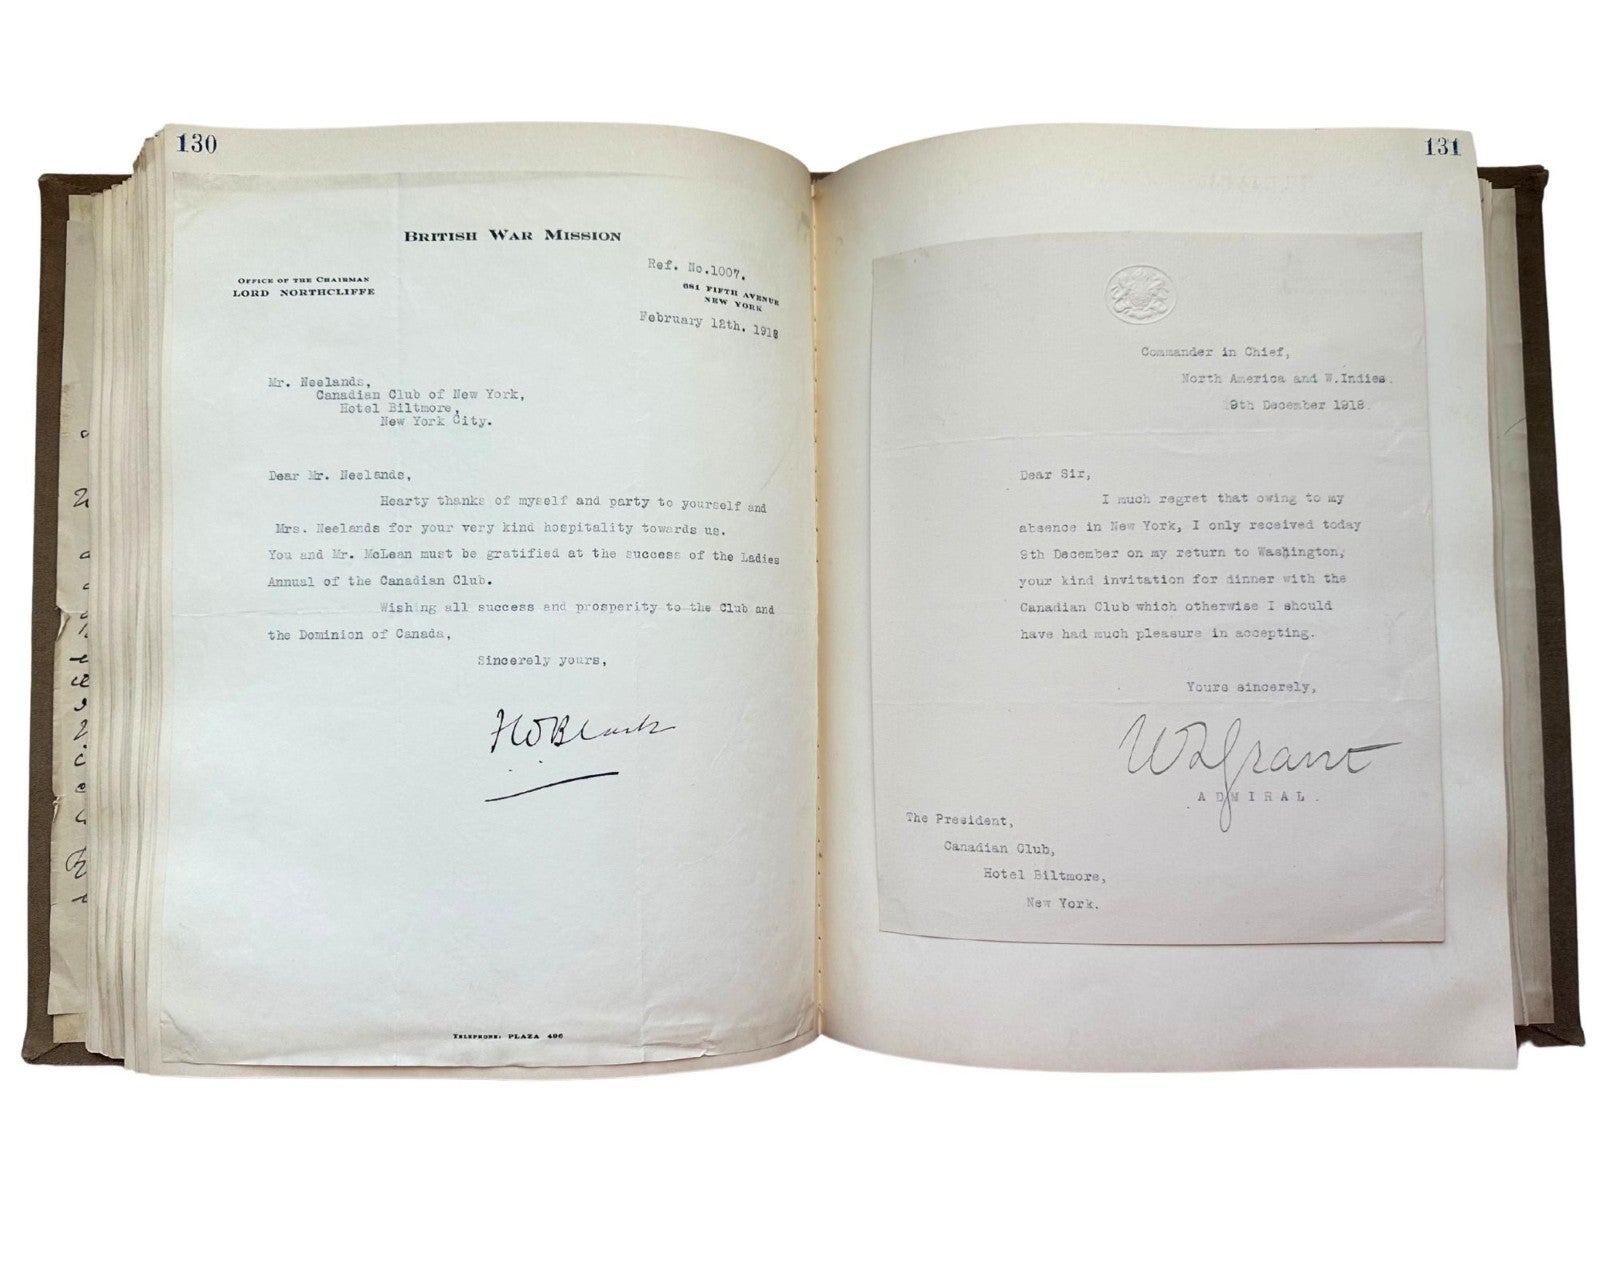 130
BRITISH WAR MISSION
OFFICE OF THE CHAIRMAN
LORD NORTHCLIFFE
Ref. No.1007.
681 FIFTH AVENUE
NEW YORK
February 12th. 1918
Mr. Neelands,
Canadian Club of New York,
Hotel Biltmore,
New York City.
Dear Mr. Neelands,
Hearty thanks of myself and party to yourself and
Mrs. Neelands for your very kind hospitality towards us.
You and Mr. McLean must be gratified at the success of the Ladies
Annual of the Canadian Club.
Wishing all success and prosperity to the Club and
the Dominion of Canada,
Sincerely yours,
TELEPHONE: PLAZA 496
131
Commander in Chief,
North America and W.Indies.
9th December 1918.
Dear Sir,
I much regret that owing to my
absence in New York, I only received today
9th December on my return to Washington,
your kind invitation for dinner with the
Canadian Club which otherwise I should
have had much pleasure in accepting.
Yours sincerely,
Grant
ADMIRAL.
The President,
Canadian Club,
Hotel Biltmore,
New York.